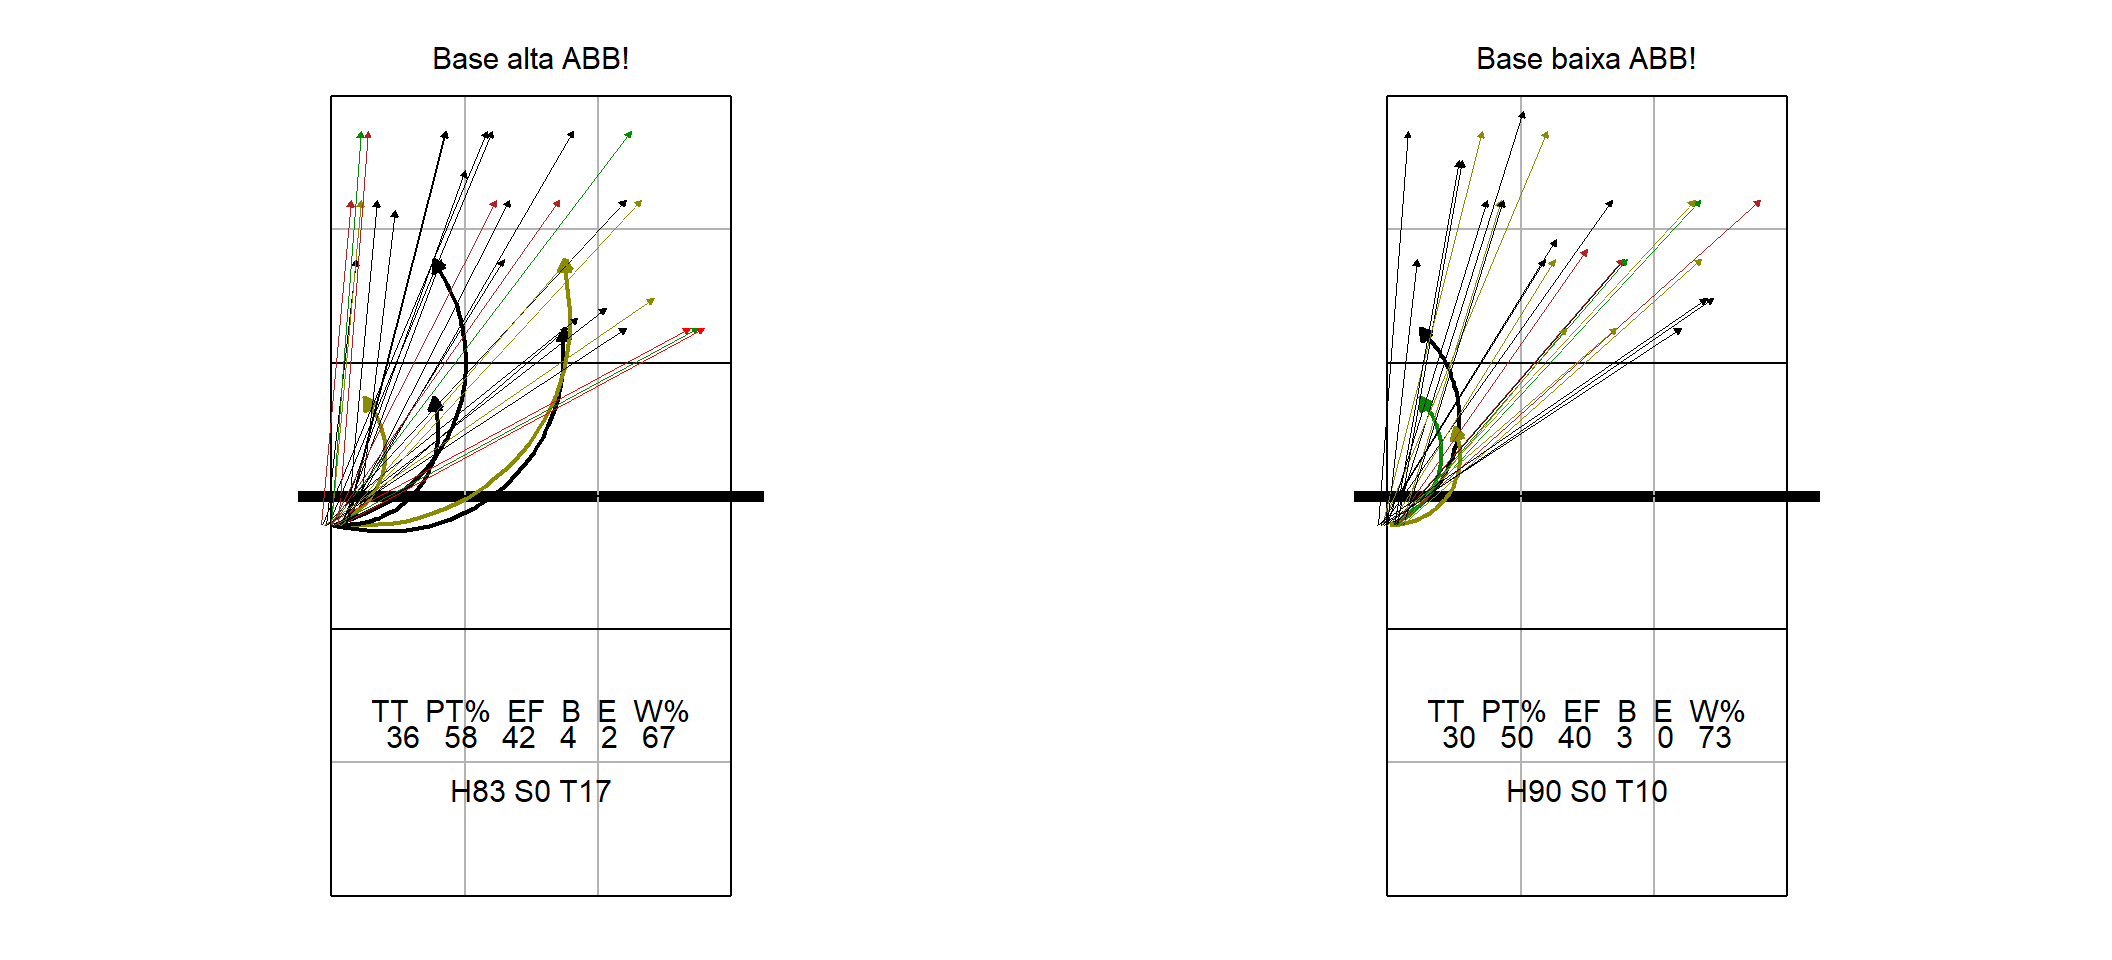 Base alta ABB!
TT PT% EF B E W%
36 58 42 4 2 67
H83 S0 T17
Base baixa ABB!
TT PT% EF B E W%
30 50 40 3 0 73
H90 S0 T10